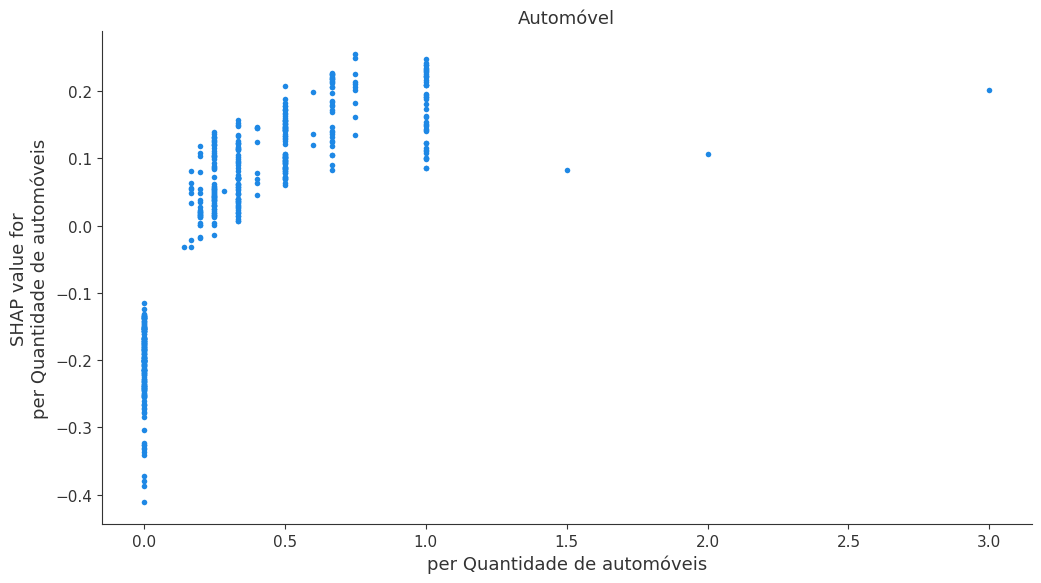 Automóvel
SHAP value for
per Quantidade de automóveis
0.2
0.1
0.0
−0.1
−0.2
−0.3
−0.4
0.0 0.5 1.0 1.5 2.0 2.5 3.0
per Quantidade de automóveis